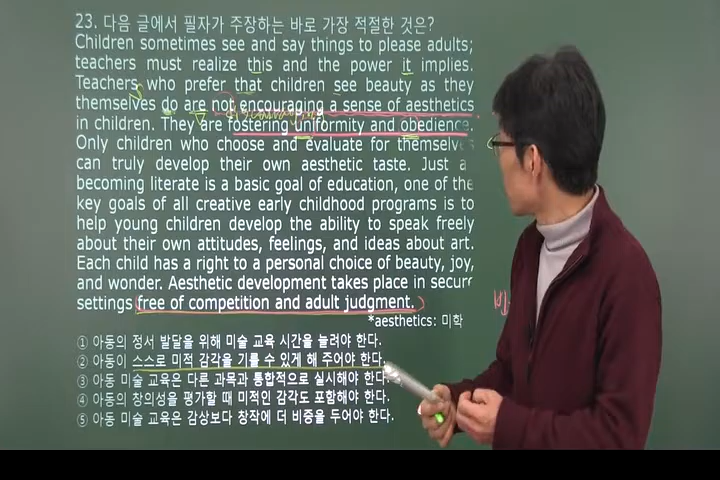 23. 다음 글에서 필자가 주장하는 바로 가장 적절한 것은?
Children sometimes see and say things to please adults;
teachers must realize this and the power it implies.
Teachers who prefer that children see beauty as they
themselves do are not encouraging a sense of aesthetics
in children. They are fostering uniformity and obedience.
Only children who choose and evaluate for themselves
can truly develop their own aesthetic taste. Just a
becoming literate is a basic goal of education, one of the
key goals of all creative early childhood programs is to
help young children develop the ability to speak freely
about their own attitudes, feelings, and ideas about art.
Each child has a right to a personal choice of beauty, joy,
and wonder. Aesthetic development takes place in secure
settings free of competition and adult judgment.
*aesthetics: 미학
① 아동의 정서 발달을 위해 미술 교육 시간을 늘려야 한다.
② 아동이 스스로 미적 감각을 기를 수 있게 해 주어야 한다.
③ 아동 미술 교육은 다른 과목과 통합적으로 실시해야 한다.
④ 아동의 창의성을 평가할 때 미적인 감각도 포함해야 한다.
⑤ 아동 미술 교육은 감상보다 창작에 더 비중을 두어야 한다.